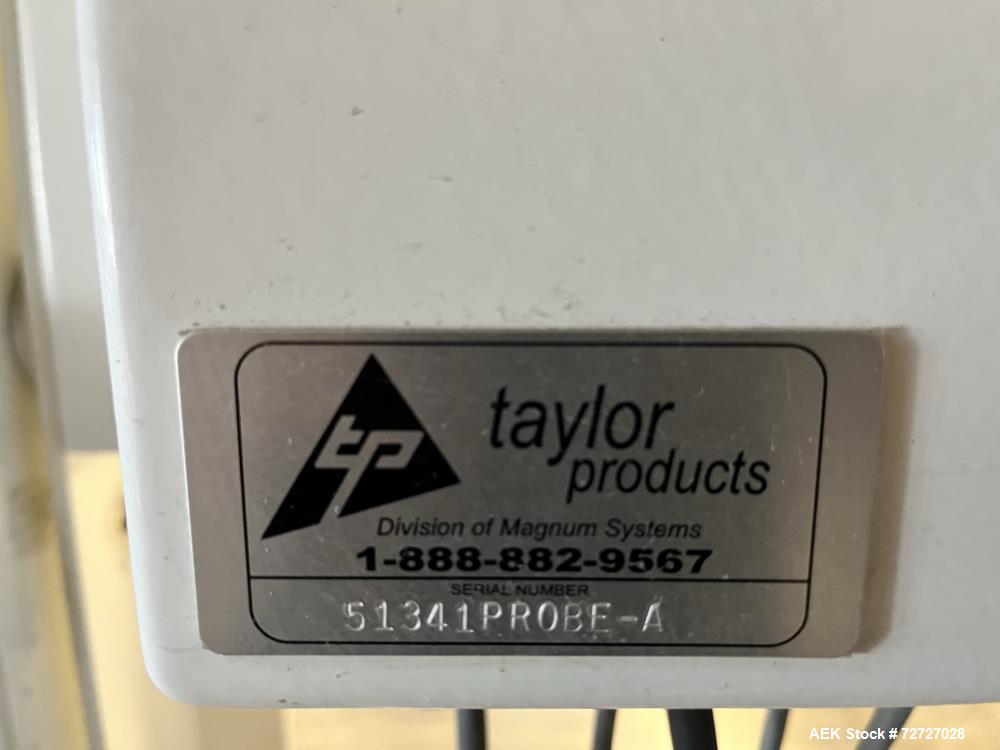 tp
taylor
products
Division of Magnum Systems
1-888-882-9567
SERIAL NUMBER
51341PROBE-A
AEK Stock #72727028